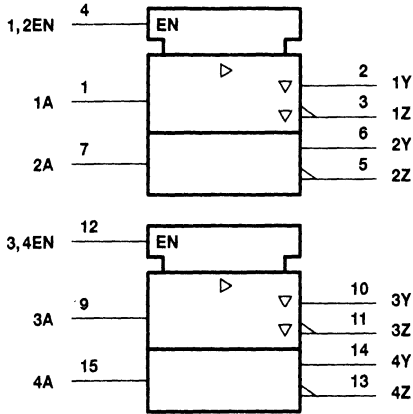 4
1,2EN EN
1 2 1Y
1A 3 1Z
7 6 2Y
2A 5 2Z
12
3,4EN EN
9 10 3Y
3A 11 3Z
15 14 4Y
4A 13 4Z